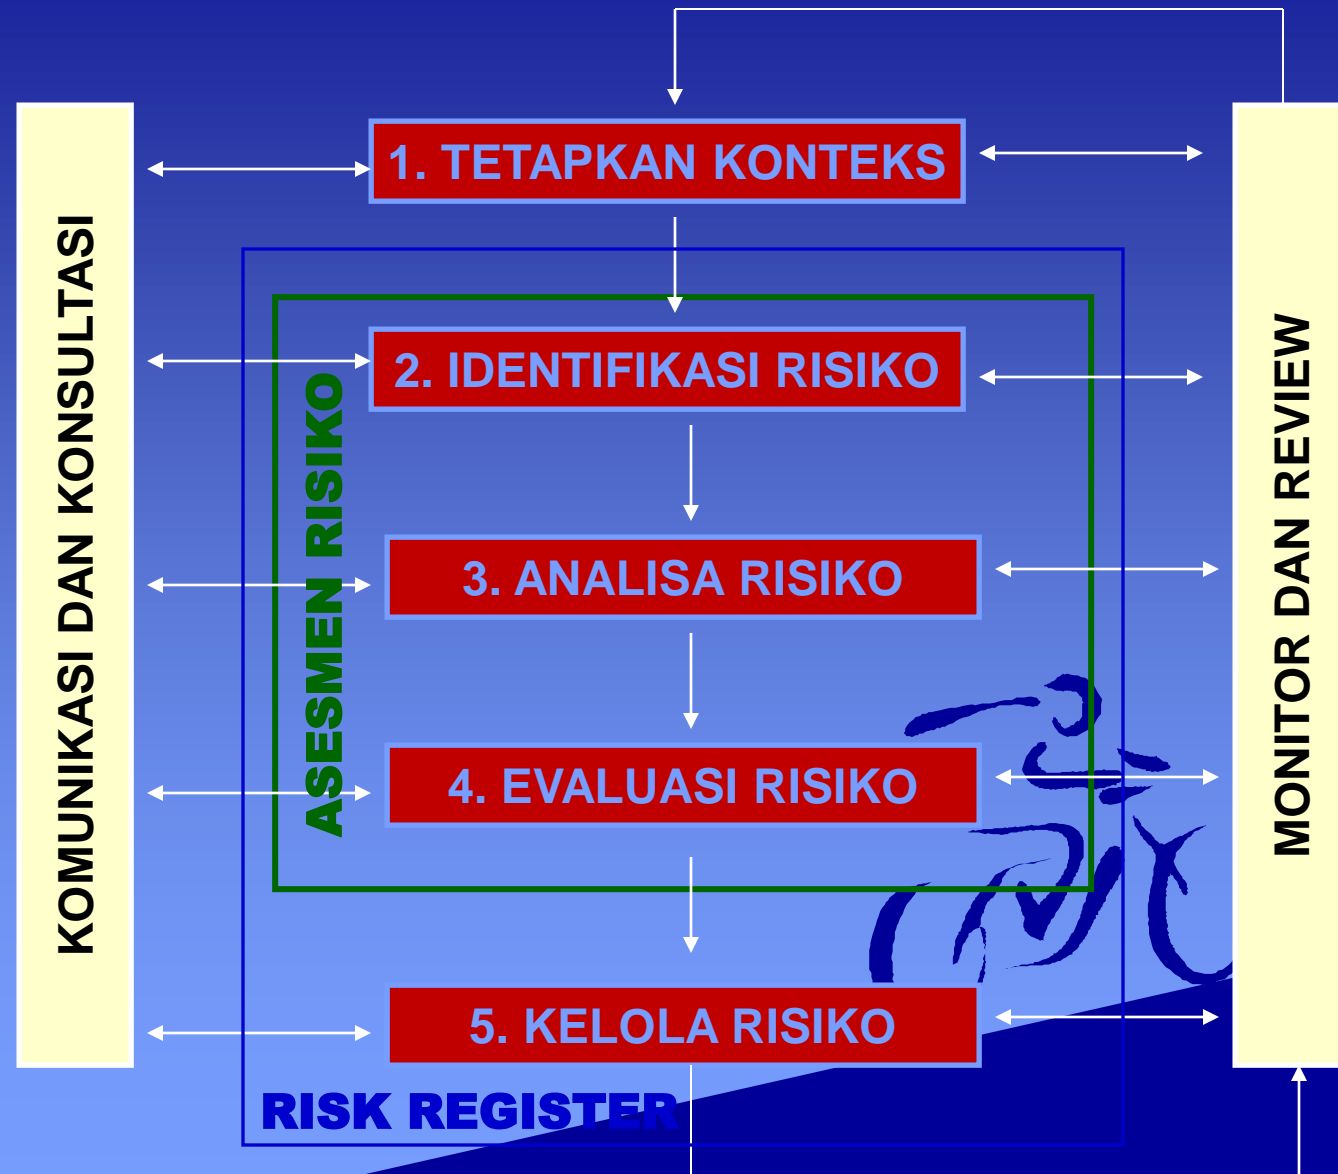 KOMUNIKASI DAN KONSULTASI
1. TETAPKAN KONTEKS
2. IDENTIFIKASI RISIKO
ASESMEN RISIKO
3. ANALISA RISIKO
4. EVALUASI RISIKO
5. KELOLA RISIKO
RISK REGISTER
MONITOR DAN REVIEW